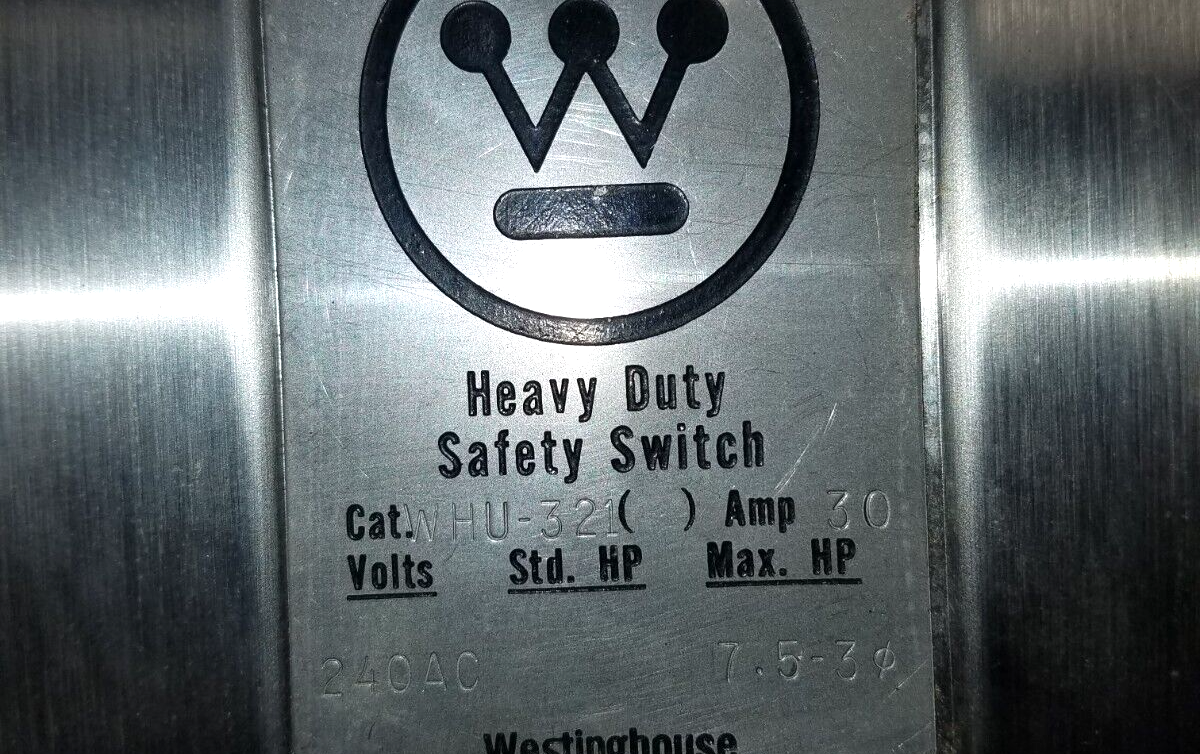 Heavy Duty
Safety Switch
Cat. WHU-321( ) Amp 30
Volts Std. HP Max. HP
240AC 7.5-3ϕ
Westinghouse